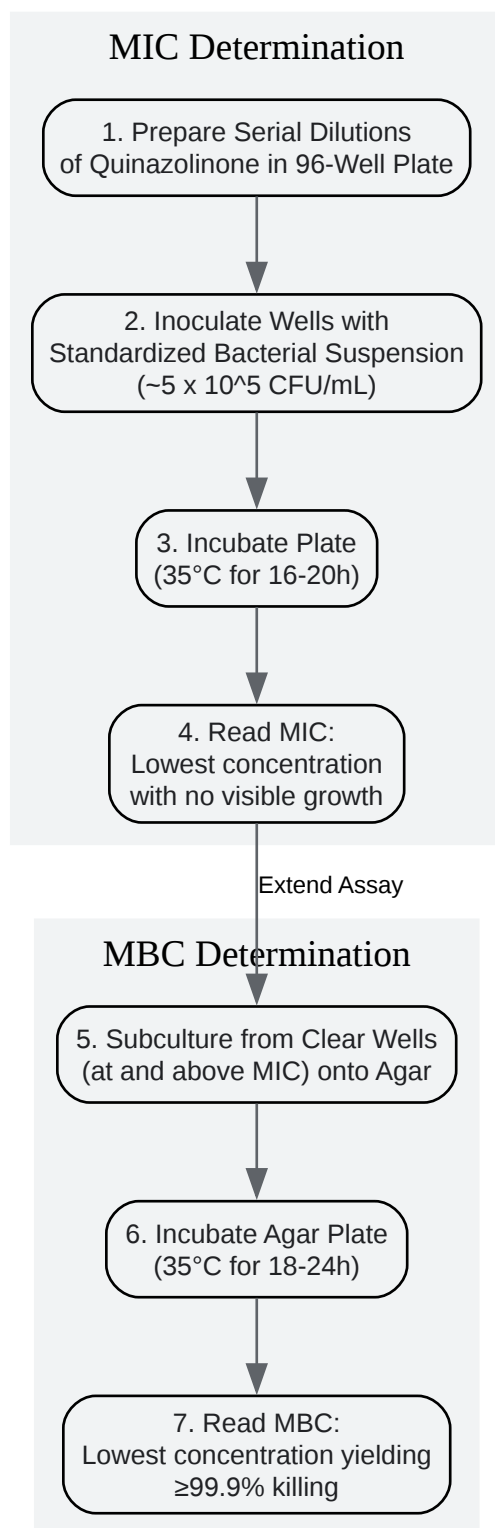 MIC Determination
1. Prepare Serial Dilutions
of Quinazolinone in 96-Well Plate
2. Inoculate Wells with
Standardized Bacterial Suspension
(~5 x 10^5 CFU/mL)
3. Incubate Plate
(35°C for 16-20h)
4. Read MIC:
Lowest concentration
with no visible growth
Extend Assay
MBC Determination
5. Subculture from Clear Wells
(at and above MIC) onto Agar
6. Incubate Agar Plate
(35°C for 18-24h)
7. Read MBC:
Lowest concentration yielding
≥99.9% killing